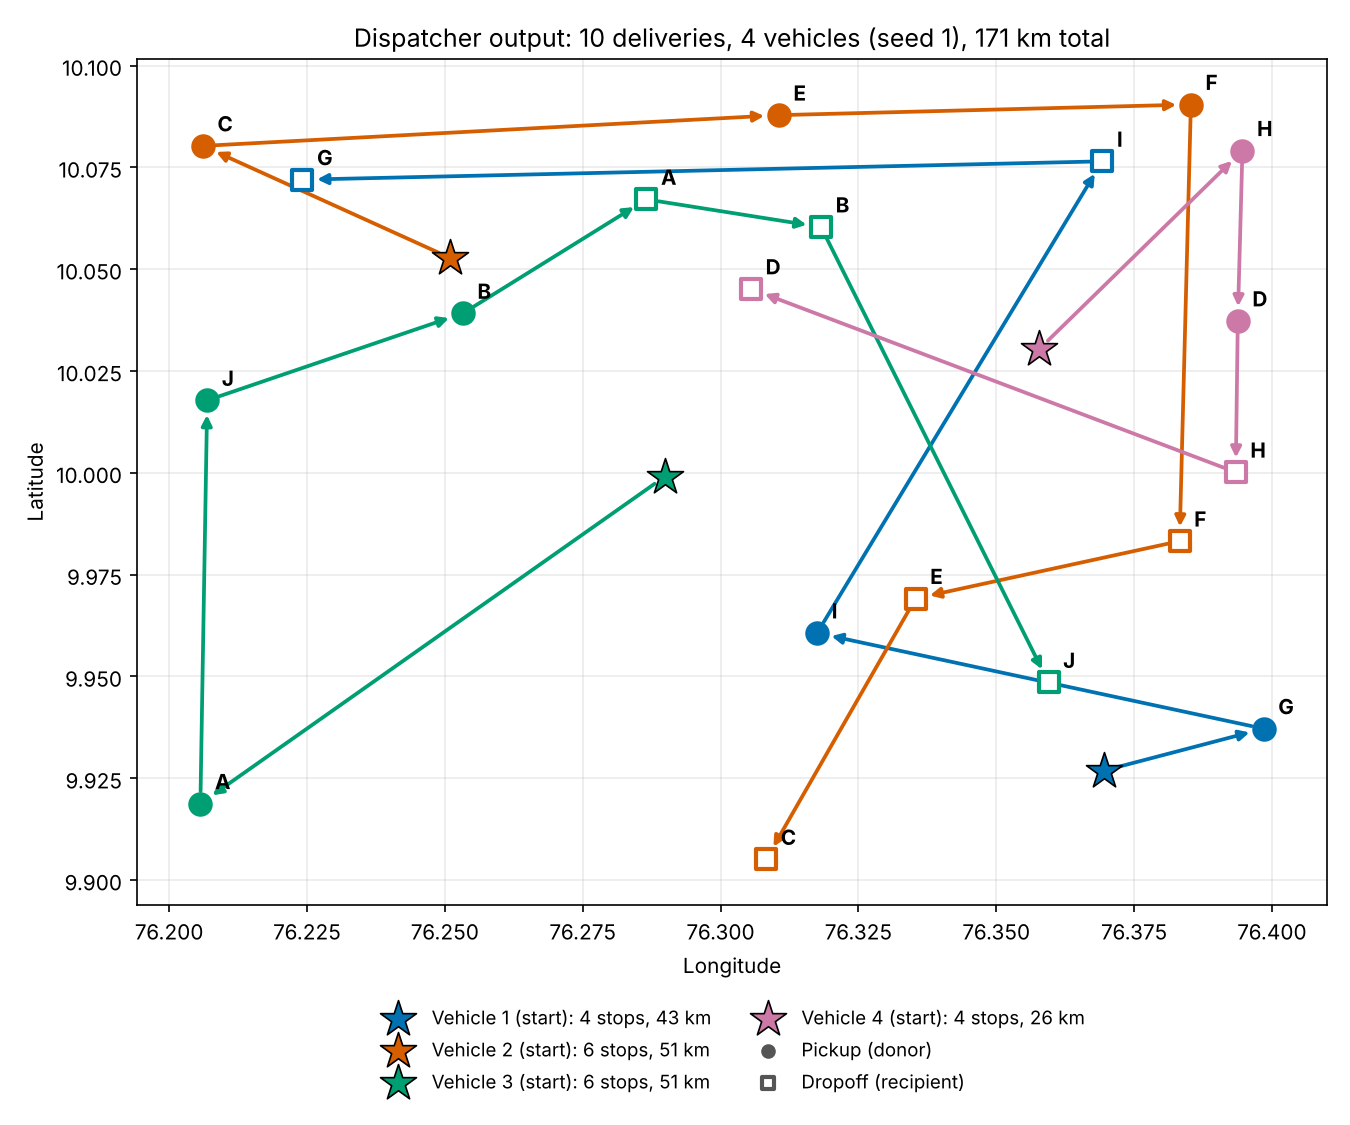 Dispatcher output: 10 deliveries, 4 vehicles (seed 1), 171 km total
10.100
10.075
10.050
10.025
10.000
9.975
9.950
9.925
9.900
Latitude
C
E
F
H
I
G
A
B
D
B
D
J
H
F
E
I
J
G
A
C
76.200 76.225 76.250 76.275 76.300 76.325 76.350 76.375 76.400
Longitude
Vehicle 1 (start): 4 stops, 43 km
Vehicle 2 (start): 6 stops, 51 km
Vehicle 3 (start): 6 stops, 51 km
Vehicle 4 (start): 4 stops, 26 km
Pickup (donor)
Dropoff (recipient)